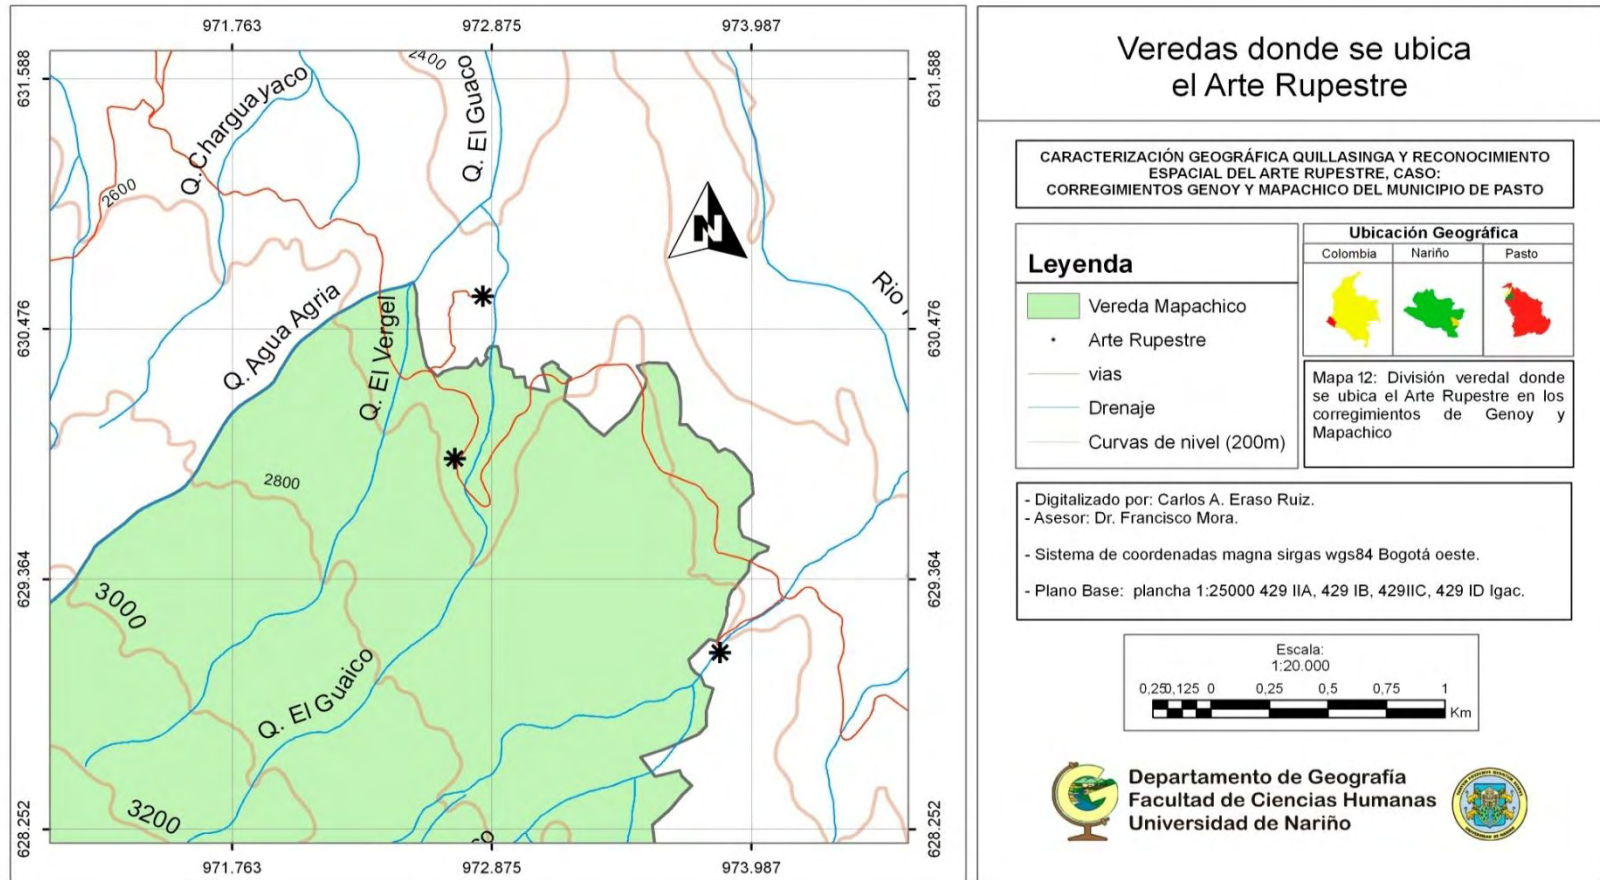 971.763
972.875
973.987
631.588
631.588
2400
Q. Charguayaco
Q. El Guaco
2600
N
Rio
Q. Agua Agria
Q. El Vergel
630.476
630.476
2800
629.364
629.364
3000
Q. El Guaico
3200
628.252
628.252
971.763
972.875
973.987
Veredas donde se ubica
el Arte Rupestre
CARACTERIZACIÓN GEOGRÁFICA QUILLASINGA Y RECONOCIMIENTO
ESPACIAL DEL ARTE RUPESTRE, CASO:
CORREGIMIENTOS GENOY Y MAPACHICO DEL MUNICIPIO DE PASTO
Leyenda
Vereda Mapachico
Arte Rupestre
vias
Drenaje
Curvas de nivel (200m)
Ubicación Geográfica
Colombia
Nariño
Pasto
Mapa 12: División veredal donde
se ubica el Arte Rupestre en los
corregimientos de Genoy y
Mapachico
- Digitalizado por: Carlos A. Eraso Ruiz.
- Asesor: Dr. Francisco Mora.
- Sistema de coordenadas magna sirgas wgs84 Bogotá oeste.
- Plano Base: plancha 1:25000 429 IIA, 429 IB, 429IIC, 429 ID Igac.
Escala:
1:20.000
0,25 0,125 0 0,25 0,5 0,75 1
Km
Departamento de Geografía
Facultad de Ciencias Humanas
Universidad de Nariño